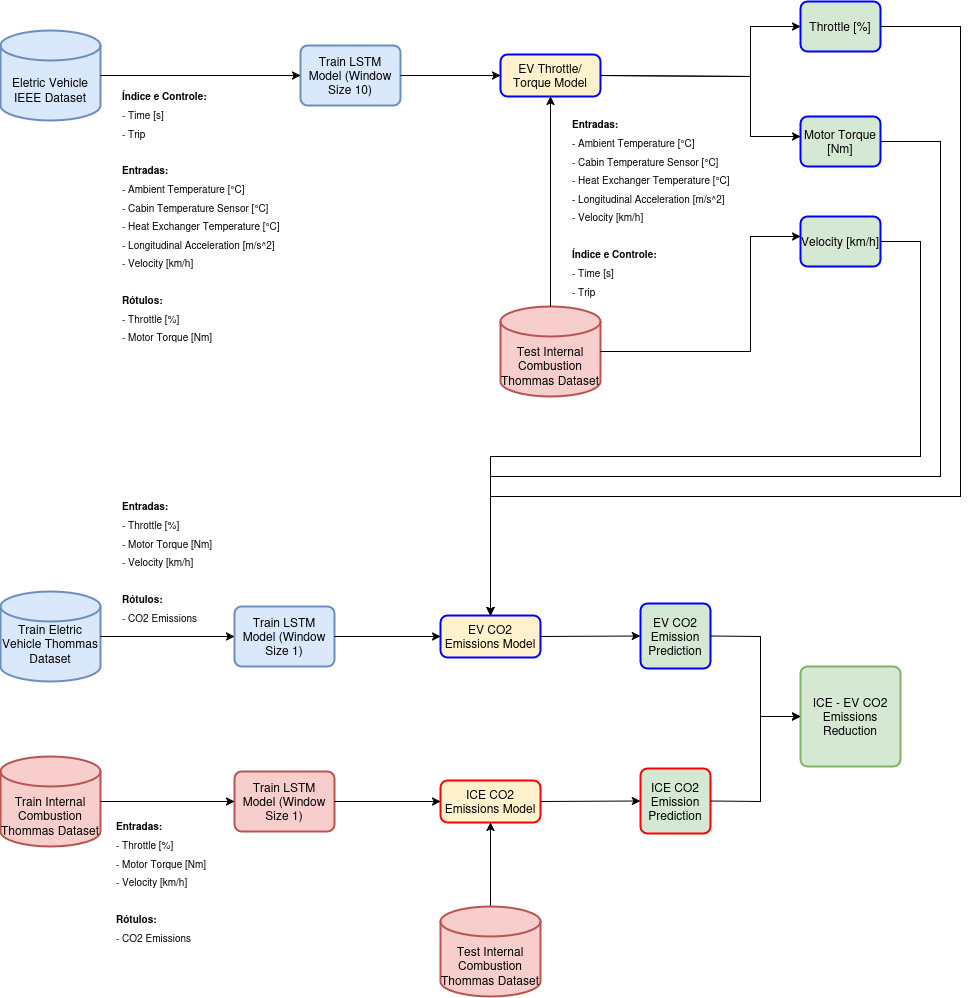 Eletric Vehicle
IEEE Dataset
Índice e Controle:
- Time [s]
- Trip
Entradas:
- Ambient Temperature [°C]
- Cabin Temperature Sensor [°C]
- Heat Exchanger Temperature [°C]
- Longitudinal Acceleration [m/s^2]
- Velocity [km/h]
Rótulos:
- Throttle [%]
- Motor Torque [Nm]
Train LSTM
Model (Window
Size 10)
EV Throttle/
Torque Model
Entradas:
- Ambient Temperature [°C]
- Cabin Temperature Sensor [°C]
- Heat Exchanger Temperature [°C]
- Longitudinal Acceleration [m/s^2]
- Velocity [km/h]
Índice e Controle:
- Time [s]
- Trip
Test Internal
Combustion
Thommas Dataset
Throttle [%]
Motor Torque
[Nm]
Velocity [km/h]
Entradas:
- Throttle [%]
- Motor Torque [Nm]
- Velocity [km/h]
Rótulos:
- CO2 Emissions
Train Eletric
Vehicle Thommas
Dataset
Train LSTM
Model (Window
Size 1)
EV CO2
Emissions Model
EV CO2
Emission
Prediction
ICE - EV CO2
Emissions
Reduction
Train Internal
Combustion
Thommas Dataset
Entradas:
- Throttle [%]
- Motor Torque [Nm]
- Velocity [km/h]
Rótulos:
- CO2 Emissions
Train LSTM
Model (Window
Size 1)
ICE CO2
Emissions Model
ICE CO2
Emission
Prediction
Test Internal
Combustion
Thommas Dataset